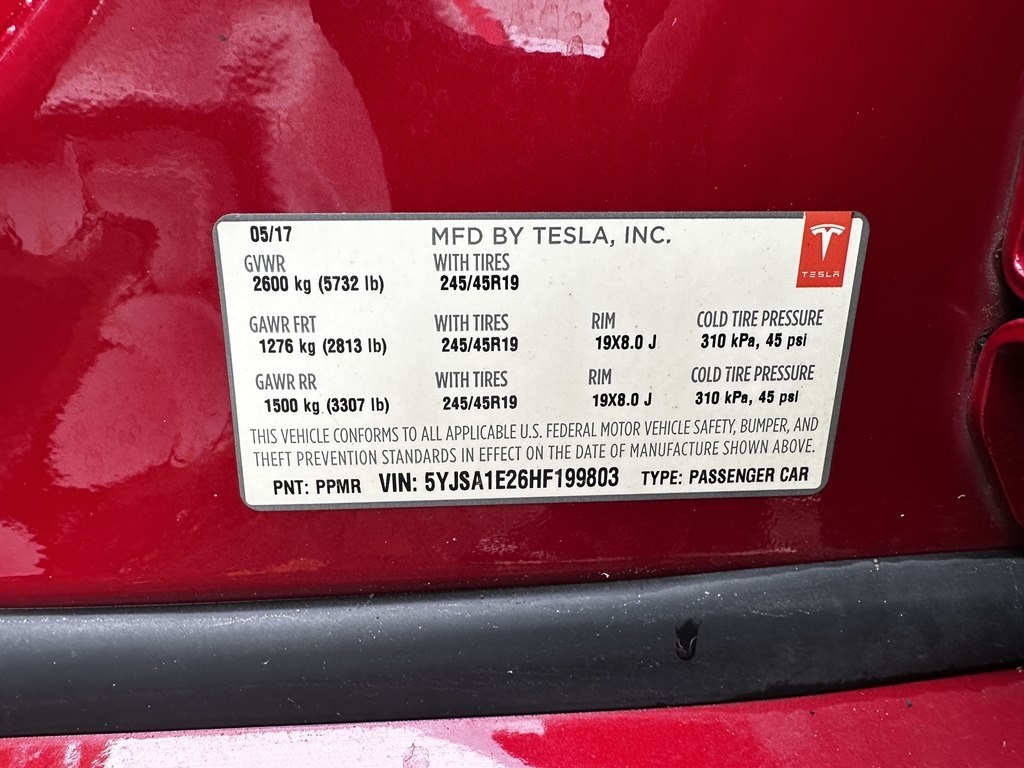 05/17 MFD BY TESLA, INC.
TESLA
GVWR WITH TIRES
2600 kg (5732 lb) 245/45R19
GAWR FRT WITH TIRES RIM COLD TIRE PRESSURE
1276 kg (2813 lb) 245/45R19 19X8.0 J 310 kPa, 45 psi
GAWR RR WITH TIRES RIM COLD TIRE PRESSURE
1500 kg (3307 lb) 245/45R19 19X8.0 J 310 kPa, 45 psi
THIS VEHICLE CONFORMS TO ALL APPLICABLE U.S. FEDERAL MOTOR VEHICLE SAFETY, BUMPER, AND
THEFT PREVENTION STANDARDS IN EFFECT ON THE DATE OF MANUFACTURE SHOWN ABOVE.
PNT: PPMR VIN: 5YJSA1E26HF199803 TYPE: PASSENGER CAR